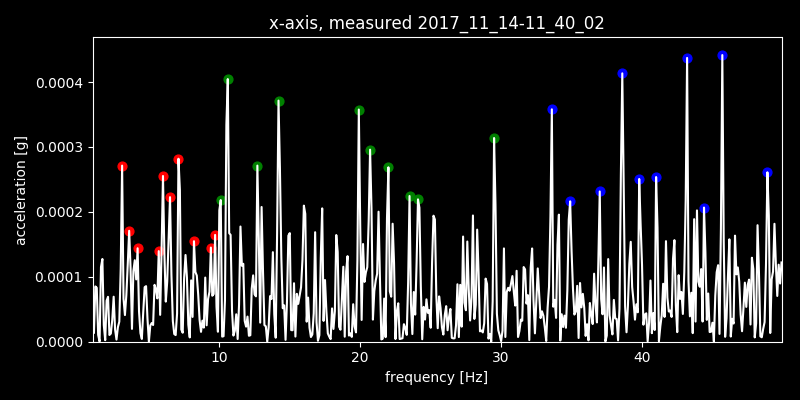 x-axis, measured 2017_11_14-11_40_02
acceleration [g]
0.0004
0.0003
0.0002
0.0001
0.0000
10 20 30 40
frequency [Hz]